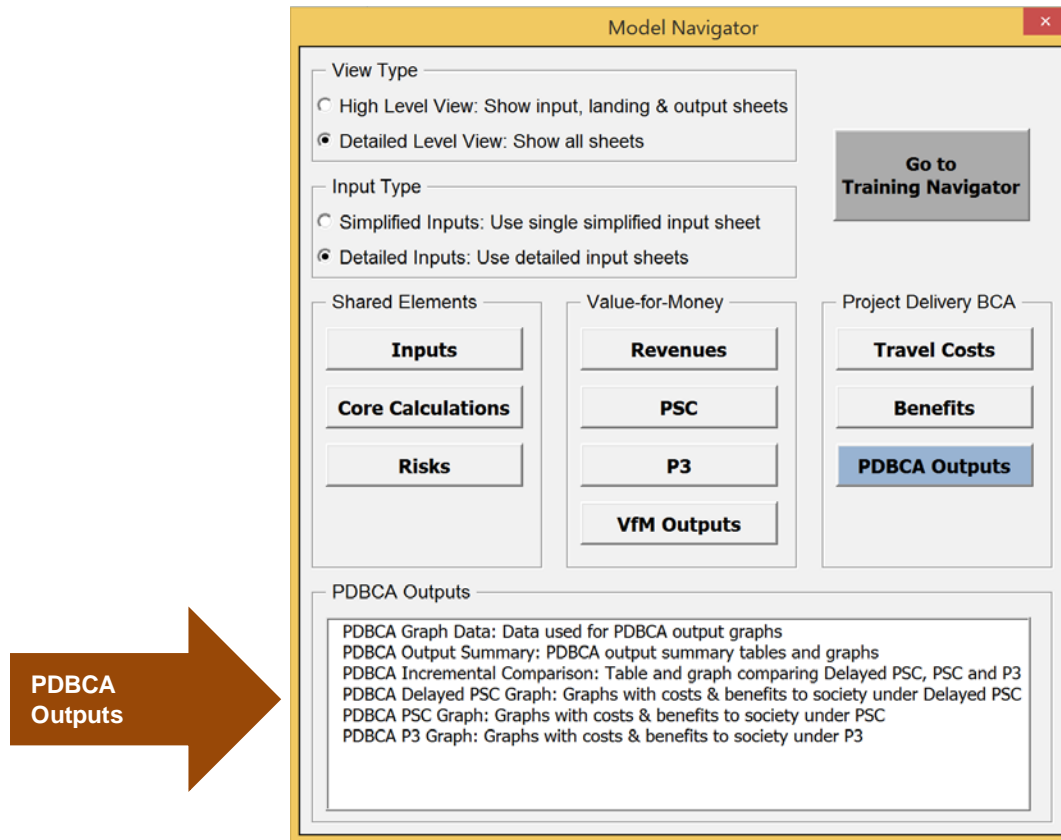 Model Navigator
×
View Type
High Level View: Show input, landing & output sheets
Detailed Level View: Show all sheets
Go to
Training Navigator
Input Type
Simplified Inputs: Use single simplified input sheet
Detailed Inputs: Use detailed input sheets
Shared Elements
Inputs
Core Calculations
Risks
Value-for-Money
Revenues
PSC
P3
VfM Outputs
Project Delivery BCA
Travel Costs
Benefits
PDBCA Outputs
PDBCA Outputs
PDBCA Graph Data: Data used for PDBCA output graphs
PDBCA Output Summary: PDBCA output summary tables and graphs
PDBCA Incremental Comparison: Table and graph comparing Delayed PSC, PSC and P3
PDBCA Delayed PSC Graph: Graphs with costs & benefits to society under Delayed PSC
PDBCA PSC Graph: Graphs with costs & benefits to society under PSC
PDBCA P3 Graph: Graphs with costs & benefits to society under P3
PDBCA
Outputs